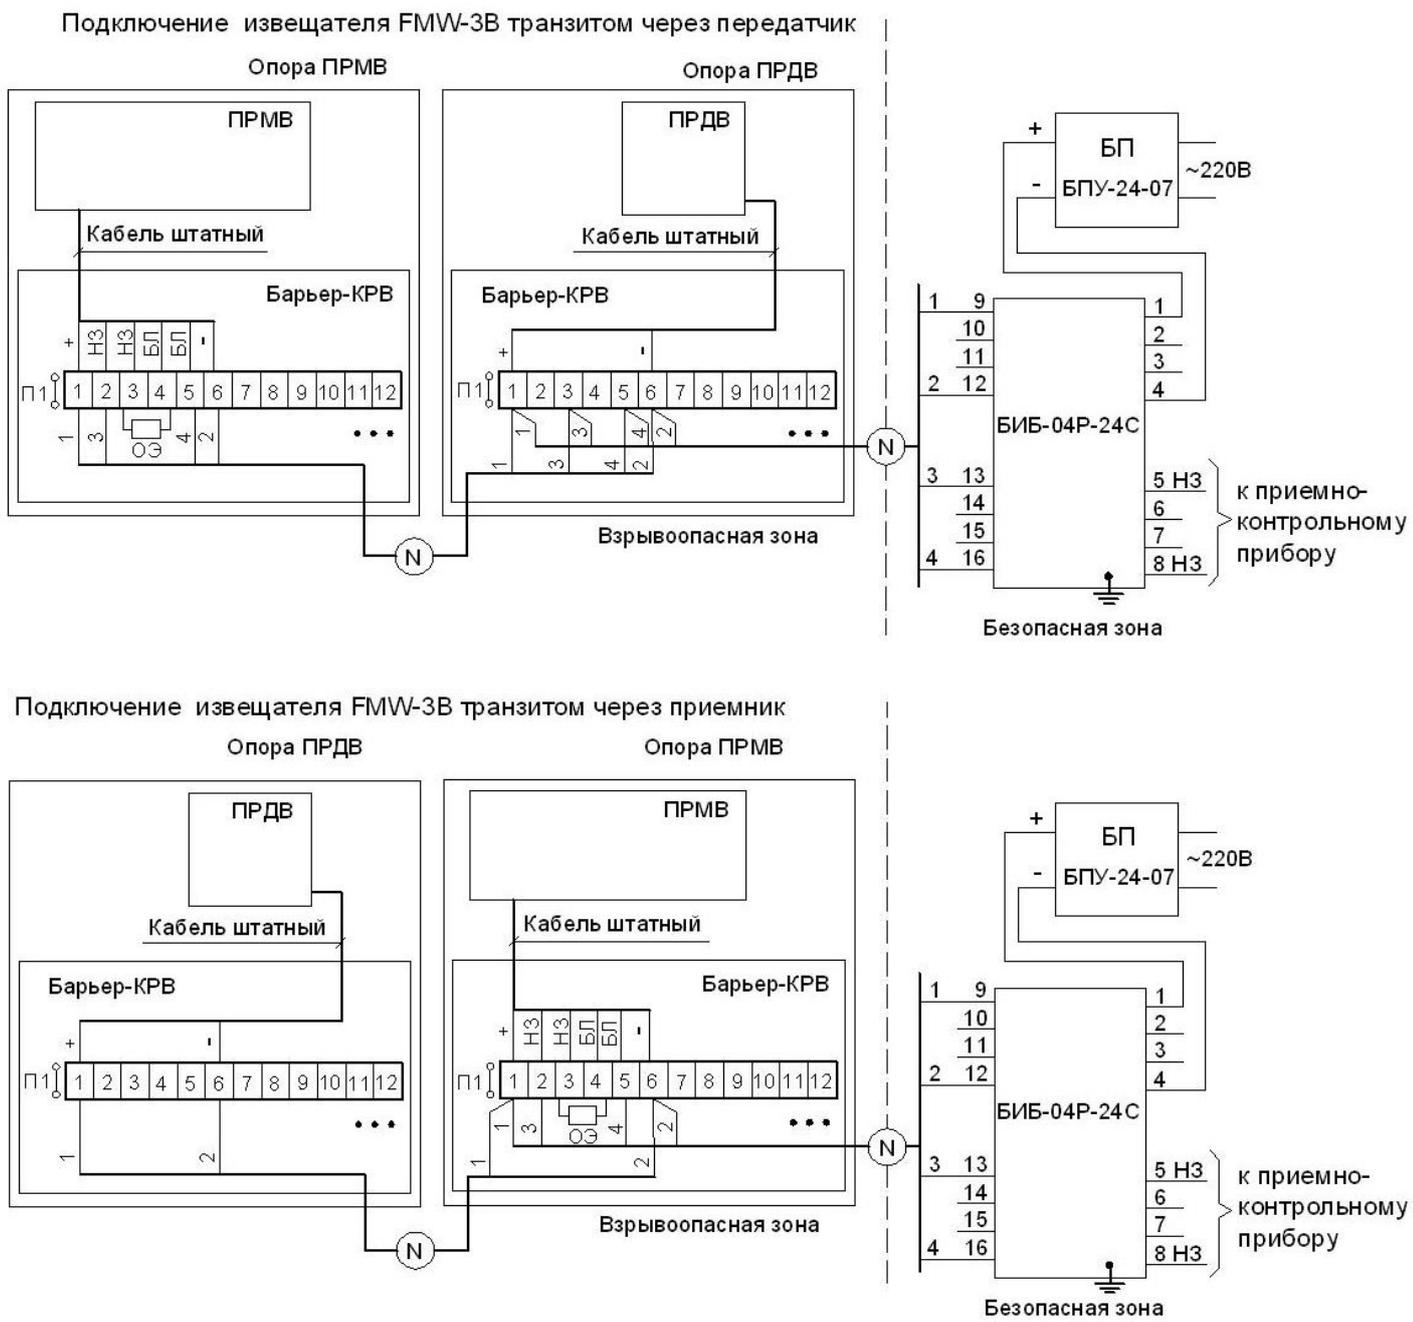 Подключение извещателя FMW-3В транзитом через передатчик
Опора ПРМВ
Опора ПРДВ
ПРМВ
ПРДВ
+ БП
- БПУ-24-07
~220В
Кабель штатный
Кабель штатный
Барьер-КРВ
Барьер-КРВ
+ НЗ НЗ БЛ БЛ -
+ -
П1 1 2 3 4 5 6 7 8 9 10 11 12
П1 1 2 3 4 5 6 7 8 9 10 11 12
1 3 ОЭ 4 2
1 3 4 2
1 3 4 2
N
N
1 9
10
11
2 12
3 13
14
15
4 16
БИБ-04Р-24С
1
2
3
4
5 НЗ
6
7
8 НЗ
к приемно-
контрольному
прибору
Взрывоопасная зона
Безопасная зона
Подключение извещателя FMW-3В транзитом через приемник
Опора ПРДВ
Опора ПРМВ
ПРДВ
ПРМВ
+ БП
- БПУ-24-07
~220В
Кабель штатный
Кабель штатный
Барьер-КРВ
Барьер-КРВ
+ -
+ НЗ НЗ БЛ БЛ -
П1 1 2 3 4 5 6 7 8 9 10 11 12
П1 1 2 3 4 5 6 7 8 9 10 11 12
1 2
1 3 ОЭ 4 2
1 2
N
N
1 9
10
11
2 12
3 13
14
15
4 16
БИБ-04Р-24С
1
2
3
4
5 НЗ
6
7
8 НЗ
к приемно-
контрольному
прибору
Взрывоопасная зона
Безопасная зона